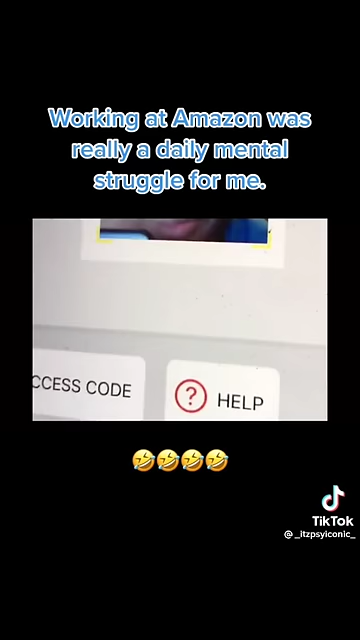 Working at Amazon was
really a daily mental
struggle for me.
CCESS CODE
HELP
TikTok
@_itzpsyiconic_